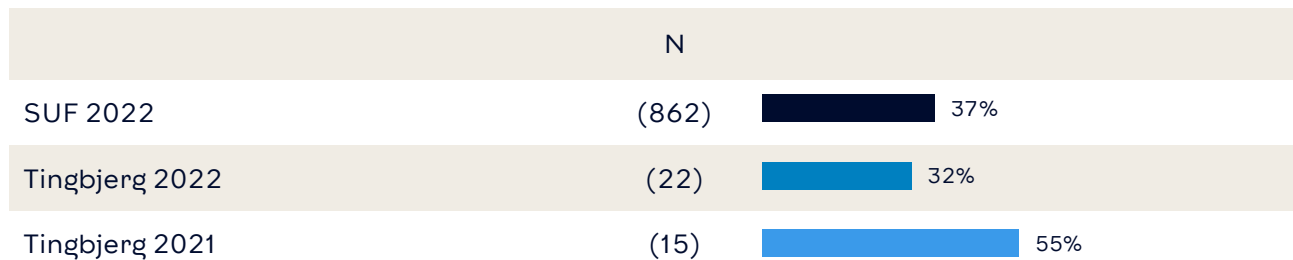 N
SUF 2022 (862) 37%
Tingbjerg 2022 (22) 32%
Tingbjerg 2021 (15) 55%